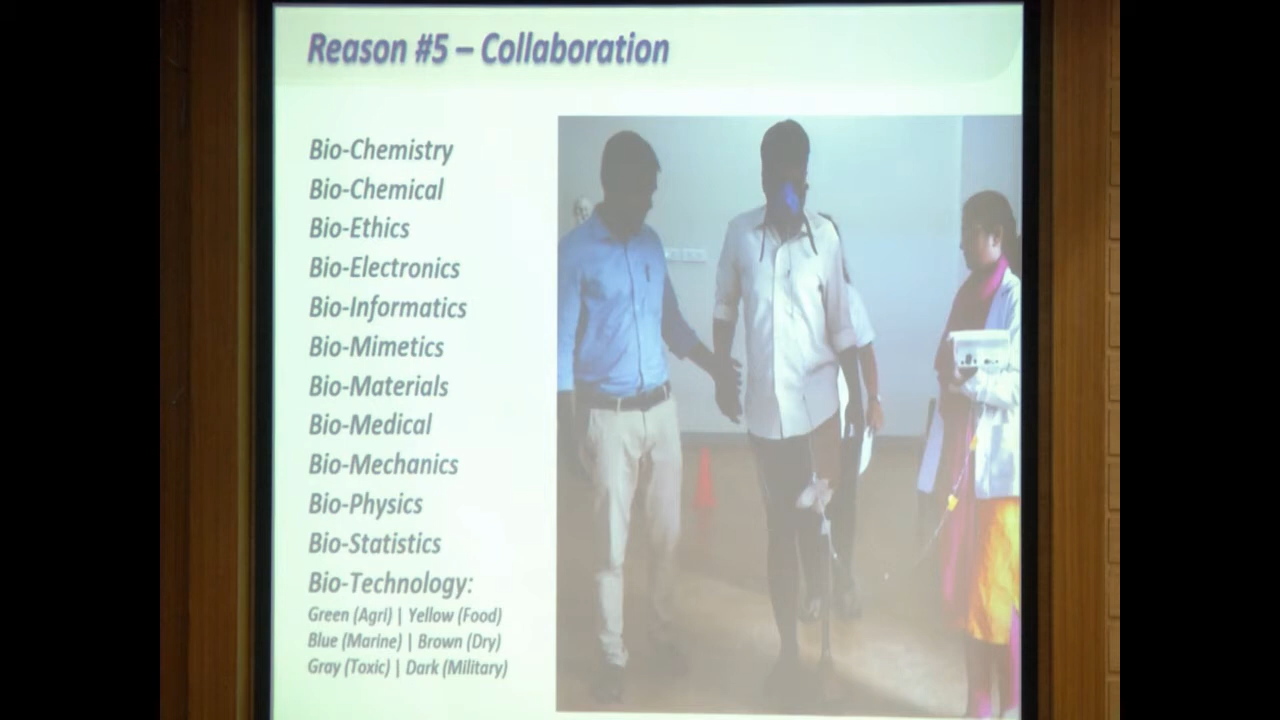 Reason #5 – Collaboration
Bio-Chemistry
Bio-Chemical
Bio-Ethics
Bio-Electronics
Bio-Informatics
Bio-Mimetics
Bio-Materials
Bio-Medical
Bio-Mechanics
Bio-Physics
Bio-Statistics
Bio-Technology:
Green (Agri) | Yellow (Food)
Blue (Marine) | Brown (Dry)
Gray (Toxic) | Dark (Military)